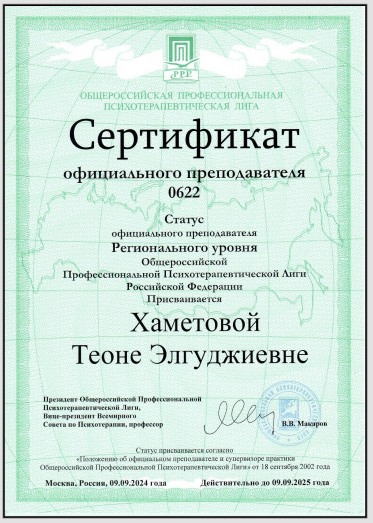 PPL
ОБЩЕРОССИЙСКАЯ ПРОФЕССИОНАЛЬНАЯ
ПСИХОТЕРАПЕВТИЧЕСКАЯ ЛИГА
Сертификат
официального преподавателя
0622
Статус
официального преподавателя
Регионального уровня
Общероссийской
Профессиональной Психотерапевтической Лиги
Российской Федерации
Присваивается
Хаметовой
Теоне Элгуджиевне
Президент Общероссийской Профессиональной
Психотерапевтической Лиги,
Вице-президент Всемирного
Совета по Психотерапии, профессор
В.В. Макаров
Статус присваивается согласно
«Положению об официальном преподавателе и супервизоре практики
Общероссийской Профессиональной Психотерапевтической Лиги» от 18 сентября 2002 года
Москва, Россия, 09.09.2024 года Действительно до 09.09.2025 года